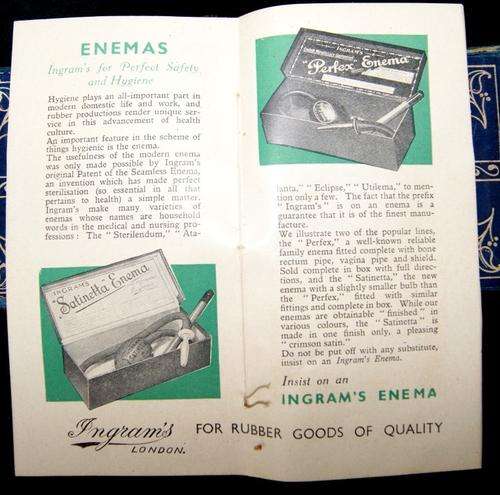 ENEMAS
Ingram's for Perfect Safety
and Hygiene
Hygiene plays an all-important part in
modern domestic life and work, and
rubber productions render unique ser-
vice in this advancement of health
culture.
An important feature in the scheme of
things hygienic is the enema.
The usefulness of the modern enema
was only made possible by Ingram's
original Patent of the Seamless Enema,
an invention which has made perfect
sterilisation (so essential in all that
pertains to health) a simple matter.
Ingram's make many varieties of
enemas whose names are household
words in the medical and nursing pro-
fessions: The "Sterilendum," "Ata-
INGRAM'S
Satinetta Enema
Ingram's
LONDON.
INGRAM'S
"Perfex" Enema
lanta," "Eclipse," "Utilema," to men-
tion only a few. The fact that the prefix
"Ingram's" is on an enema is a
guarantee that it is of the finest manu-
facture.
We illustrate two of the popular lines,
the "Perfex," a well-known reliable
family enema fitted complete with bone
rectum pipe, vagina pipe and shield.
Sold complete in box with full direc-
tions, and the "Satinetta," the new
enema with a slightly smaller bulb than
the "Perfex," fitted with similar
fittings and complete in box. While our
enemas are obtainable "finished" in
various colours, the "Satinetta" is
made in one finish only, a pleasing
"crimson satin."
Do not be put off with any substitute,
insist on an Ingram's Enema.
Insist on an
INGRAM'S ENEMA
FOR RUBBER GOODS OF QUALITY